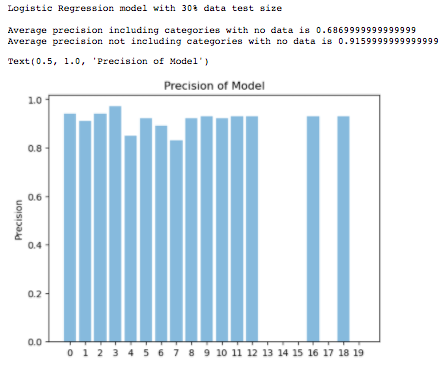 Logistic Regression model with 30% data test size
Average precision including categories with no data is 0.6869999999999999
Average precision not including categories with no data is 0.9159999999999999
Text(0.5, 1.0, 'Precision of Model')
Precision of Model
1.0
0.8
0.6
0.4
0.2
0.0
Precision
0 1 2 3 4 5 6 7 8 9 10 11 12 13 14 15 16 17 18 19